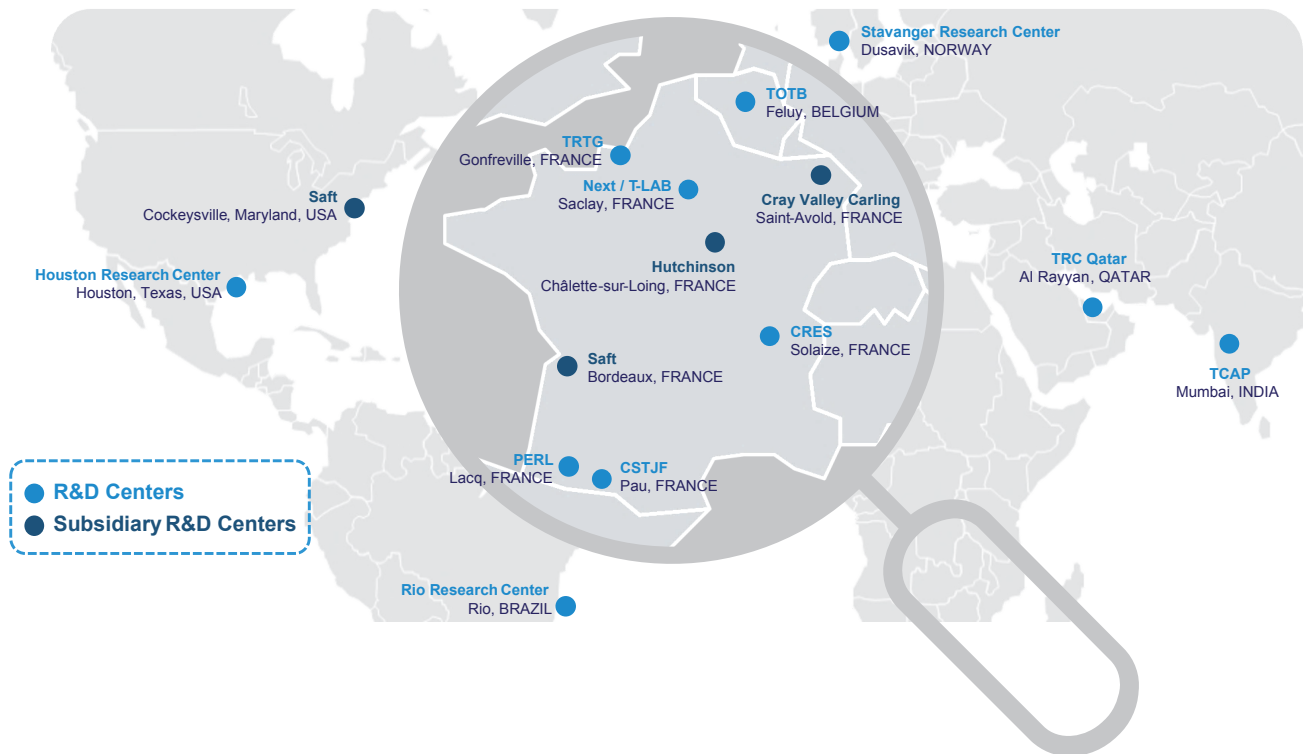 Stavanger Research Center
Dusavik, NORWAY
TOTB
Feluy, BELGIUM
TRTG
Gonfreville, FRANCE
Next / T-LAB
Saclay, FRANCE
Cray Valley Carling
Saint-Avold, FRANCE
Saft
Cockeysville, Maryland, USA
Hutchinson
Châlette-sur-Loing, FRANCE
Houston Research Center
Houston, Texas, USA
TRC Qatar
Al Rayyan, QATAR
CRES
Solaize, FRANCE
Saft
Bordeaux, FRANCE
TCAP
Mumbai, INDIA
PERL
Lacq, FRANCE
CSTJF
Pau, FRANCE
R&D Centers
Subsidiary R&D Centers
Rio Research Center
Rio, BRAZIL